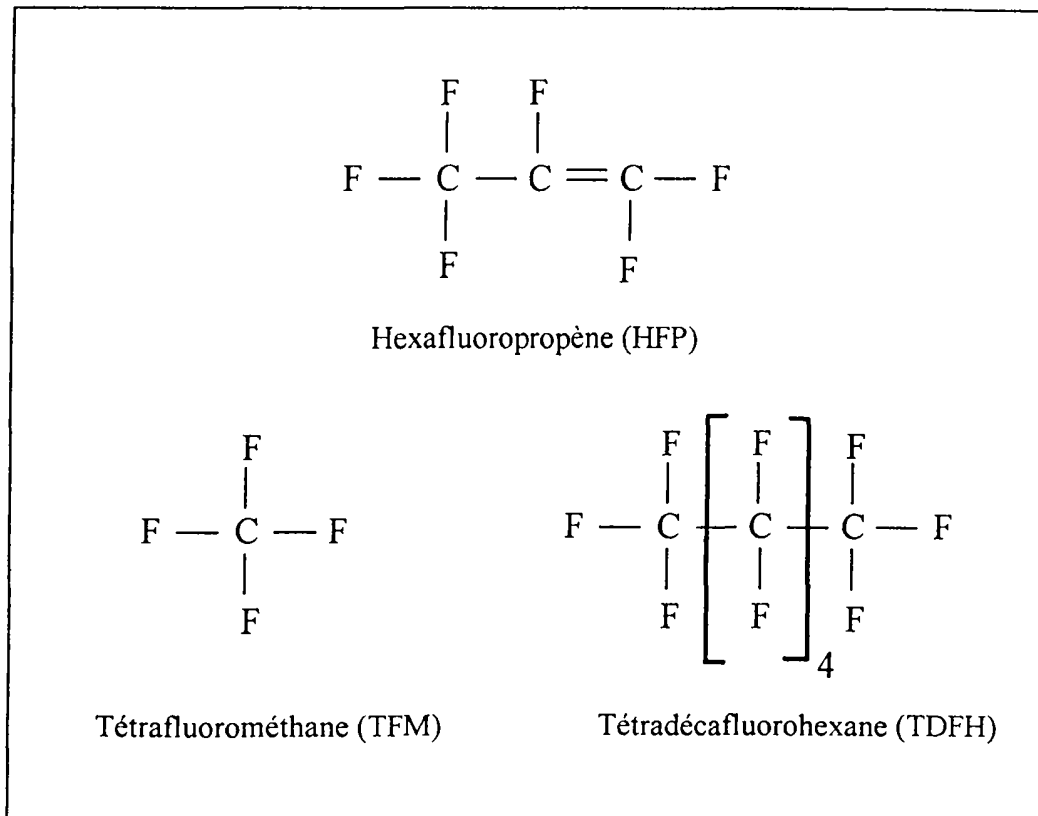 F F
F — C — C = C — F
F F
Hexafluoropropène (HFP)
F
F — C — F
F
Tétrafluorométhane (TFM)
F F F
F — C — C — C — F
F F F
4
Tétradécafluorohexane (TDFH)